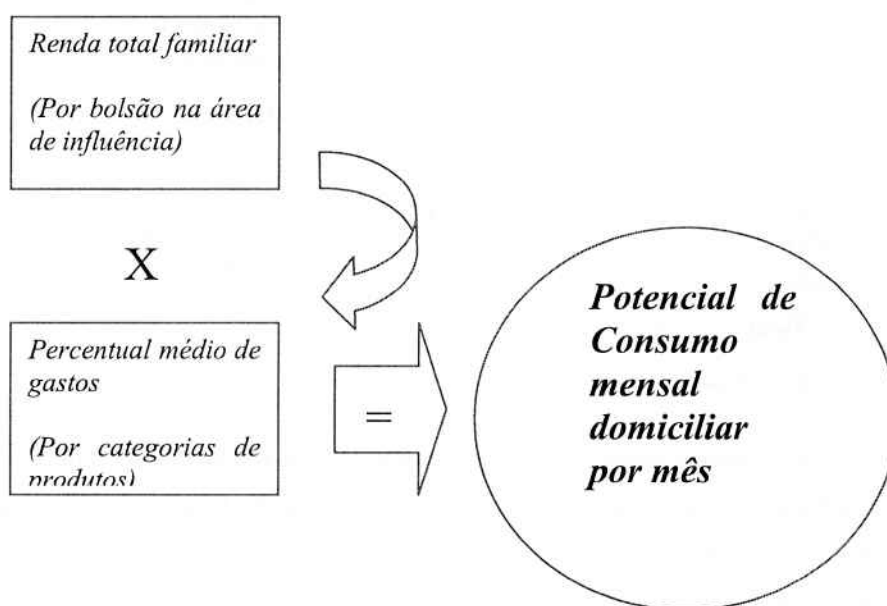 Renda total familiar
(Por bolsão na área
de influência)
X
Percentual médio de
gastos
(Por categorias de
produtos)
=
Potencial de
Consumo
mensal
domiciliar
por mês